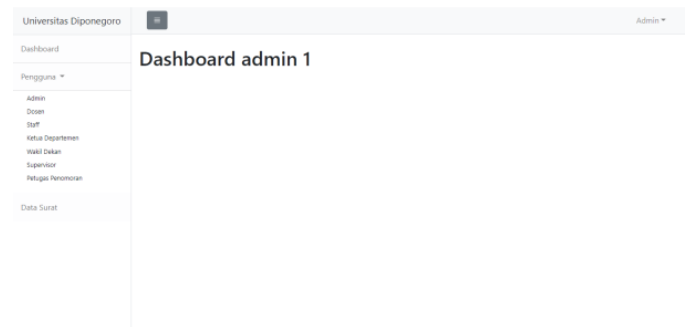 Universitas Diponegoro
Admin
Dashboard
Dashboard admin 1
Pengguna
Admin
Dosen
Staff
Ketua Departemen
Wakil Dekan
Supervisor
Petugas Penomoran
Data Surat